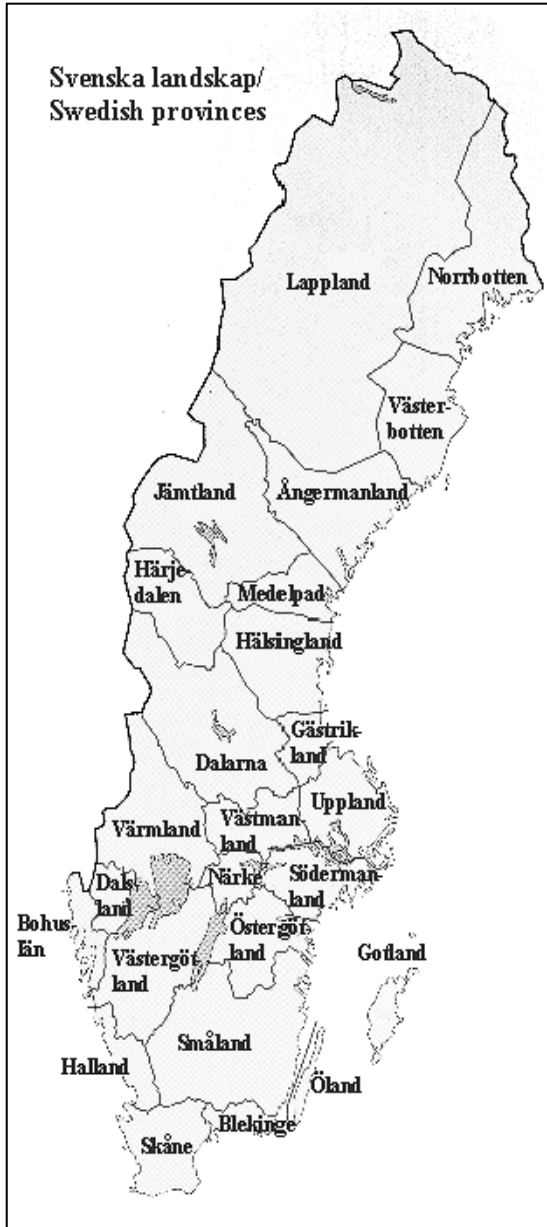 Svenska landskap/
Swedish provinces
Lappland
Norrbotten
Väster-
botten
Jämtland
Ångermanland
Härje-
dalen
Medelpad
Hälsingland
Gästrik-
land
Dalarna
Uppland
Värmland
Västman-
land
Dals-
land
Närke
Söderman-
land
Bohus
län
Östergöt-
land
Västergöt-
land
Gotland
Småland
Halland
Öland
Blekinge
Skåne